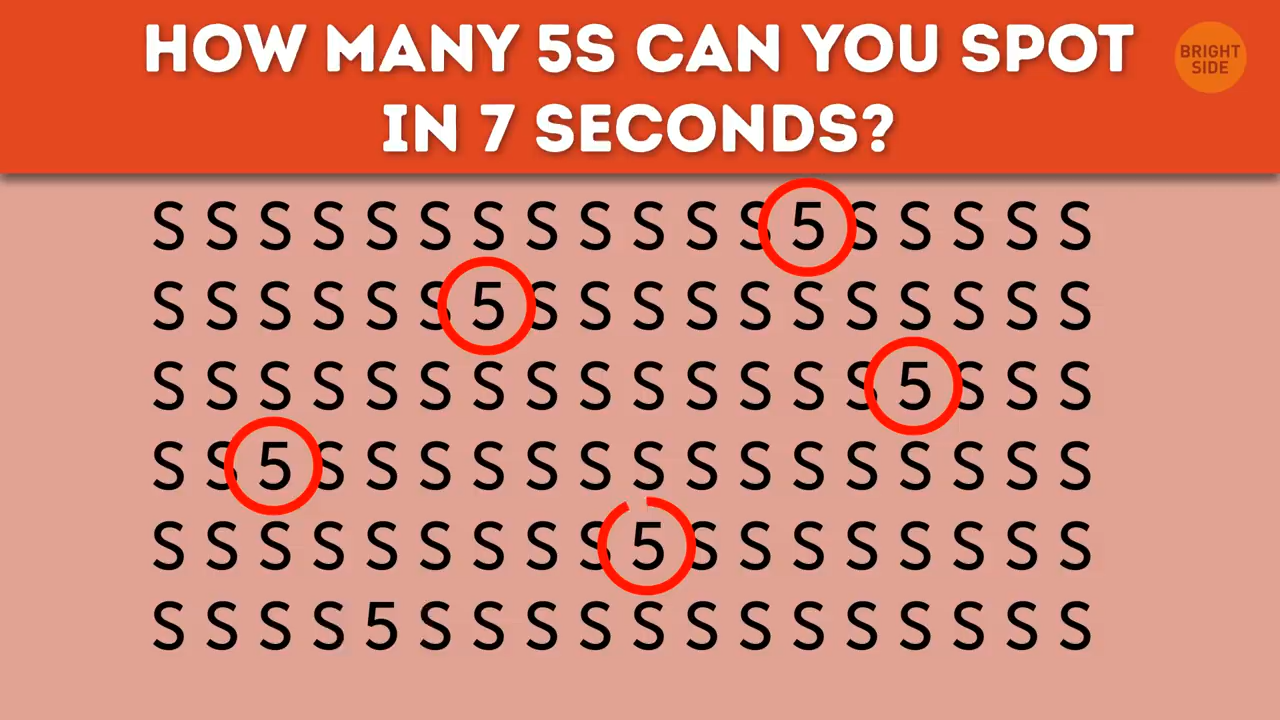 HOW MANY 5S CAN YOU SPOT
IN 7 SECONDS?
BRIGHT
SIDE
S S S S S S S S S S S S 5 S S S S S
S S S S S S 5 S S S S S S S S S S S
S S S S S S S S S S S S S S 5 S S S
S S 5 S S S S S S S S S S S S S S S
S S S S S S S S S 5 S S S S S S S S
S S S S 5 S S S S S S S S S S S S S